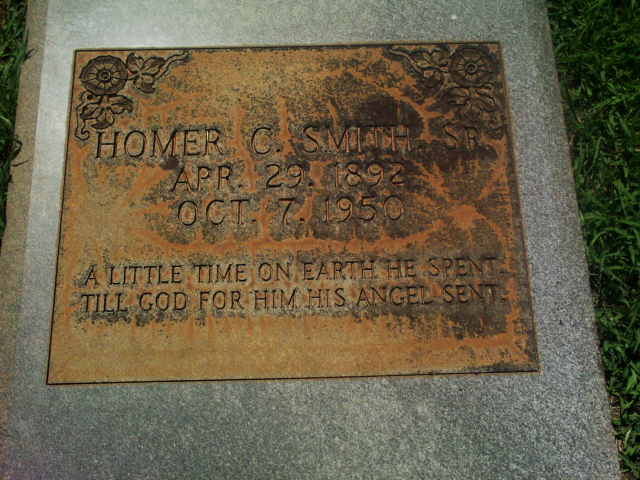 HOMER C. SMITH, SR.
APR. 29. 1892
OCT. 7. 1950
A LITTLE TIME ON EARTH HE SPENT
TILL GOD FOR HIM HIS ANGEL SENT.